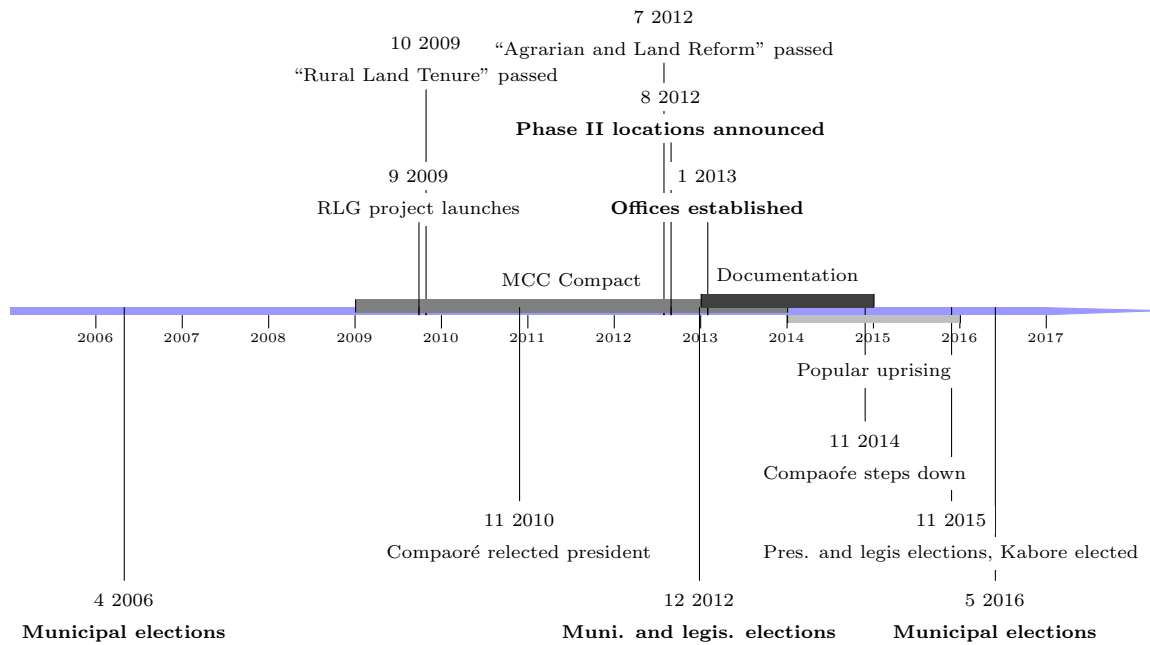 7 2012
“Agrarian and Land Reform” passed
10 2009
“Rural Land Tenure” passed
8 2012
Phase II locations announced
9 2009
RLG project launches
1 2013
Offices established
MCC Compact
Documentation
2006 2007 2008 2009 2010 2011 2012 2013 2014 2015 2016 2017
Popular uprising
11 2014
Compaoŕe steps down
11 2010
Compaoré relected president
11 2015
Pres. and legis elections, Kabore elected
4 2006
Municipal elections
12 2012
Muni. and legis. elections
5 2016
Municipal elections